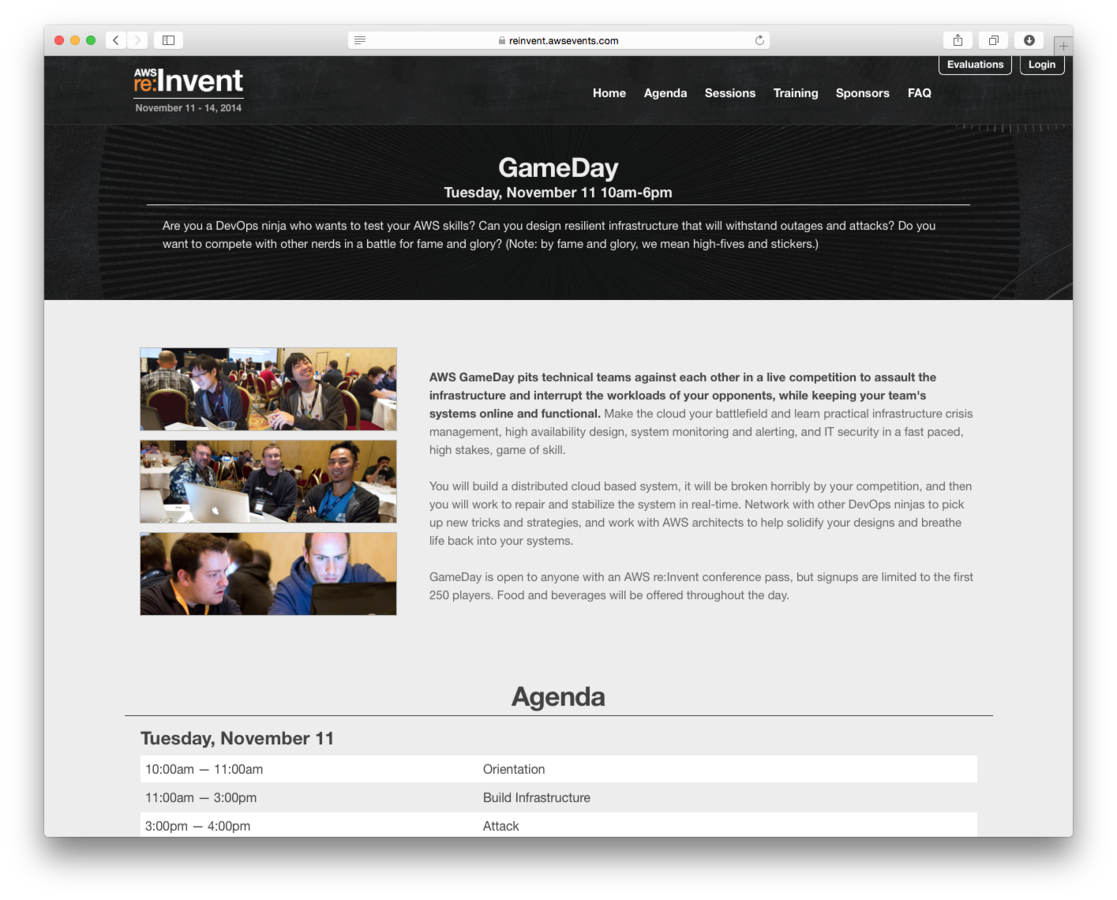 reinvent.awsevents.com
Evaluations
Login
AWS
re:Invent
November 11 - 14, 2014
Home
Agenda
Sessions
Training
Sponsors
FAQ
GameDay
Tuesday, November 11 10am-6pm
Are you a DevOps ninja who wants to test your AWS skills? Can you design resilient infrastructure that will withstand outages and attacks? Do you
want to compete with other nerds in a battle for fame and glory? (Note: by fame and glory, we mean high-fives and stickers.)
AWS GameDay pits technical teams against each other in a live competition to assault the
infrastructure and interrupt the workloads of your opponents, while keeping your team's
systems online and functional. Make the cloud your battlefield and learn practical infrastructure crisis
management, high availability design, system monitoring and alerting, and IT security in a fast paced,
high stakes, game of skill.
You will build a distributed cloud based system, it will be broken horribly by your competition, and then
you will work to repair and stabilize the system in real-time. Network with other DevOps ninjas to pick
up new tricks and strategies, and work with AWS architects to help solidify your designs and breathe
life back into your systems.
GameDay is open to anyone with an AWS re:Invent conference pass, but signups are limited to the first
250 players. Food and beverages will be offered throughout the day.
Agenda
Tuesday, November 11
10:00am — 11:00am Orientation
11:00am — 3:00pm Build Infrastructure
3:00pm — 4:00pm Attack